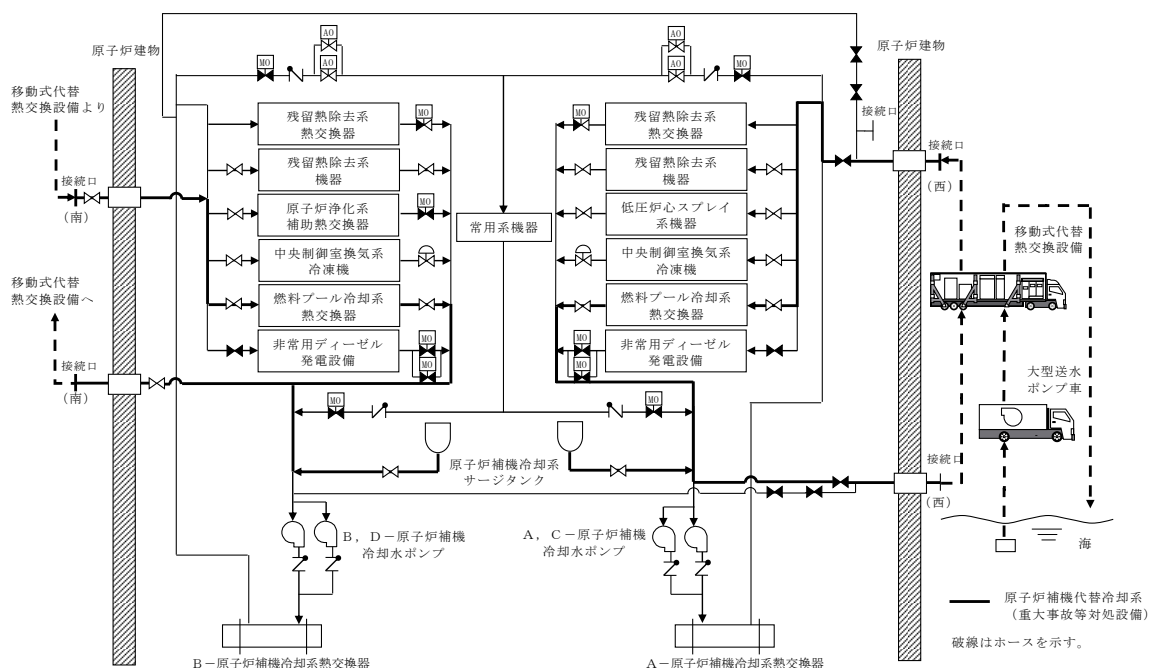 AO
AO
原子炉建物
MO
AO
AO
MO
原子炉建物
移動式代替
熱交換設備より
接続口
(南)
移動式代替
熱交換設備へ
接続口
(南)
残留熱除去系
熱交換器
MO
残留熱除去系
機器
原子炉浄化系
補助熱交換器
MO
中央制御室換気系
冷凍機
燃料プール冷却系
熱交換器
非常用ディーゼル
発電設備
MO
MO
常用系機器
MO
残留熱除去系
熱交換器
残留熱除去系
機器
低圧炉心スプレイ
系機器
中央制御室換気系
冷凍機
燃料プール冷却系
熱交換器
MO
MO
非常用ディーゼル
発電設備
接続口
接続口
(西)
移動式代替
熱交換設備
大型送水
ポンプ車
MO
MO
原子炉補機冷却系
サージタンク
接続口
(西)
B,D-原子炉補機
冷却水ポンプ
A,C-原子炉補機
冷却水ポンプ
海
原子炉補機代替冷却系
(重大事故等対処設備)
破線はホースを示す。
B-原子炉補機冷却系熱交換器
A-原子炉補機冷却系熱交換器